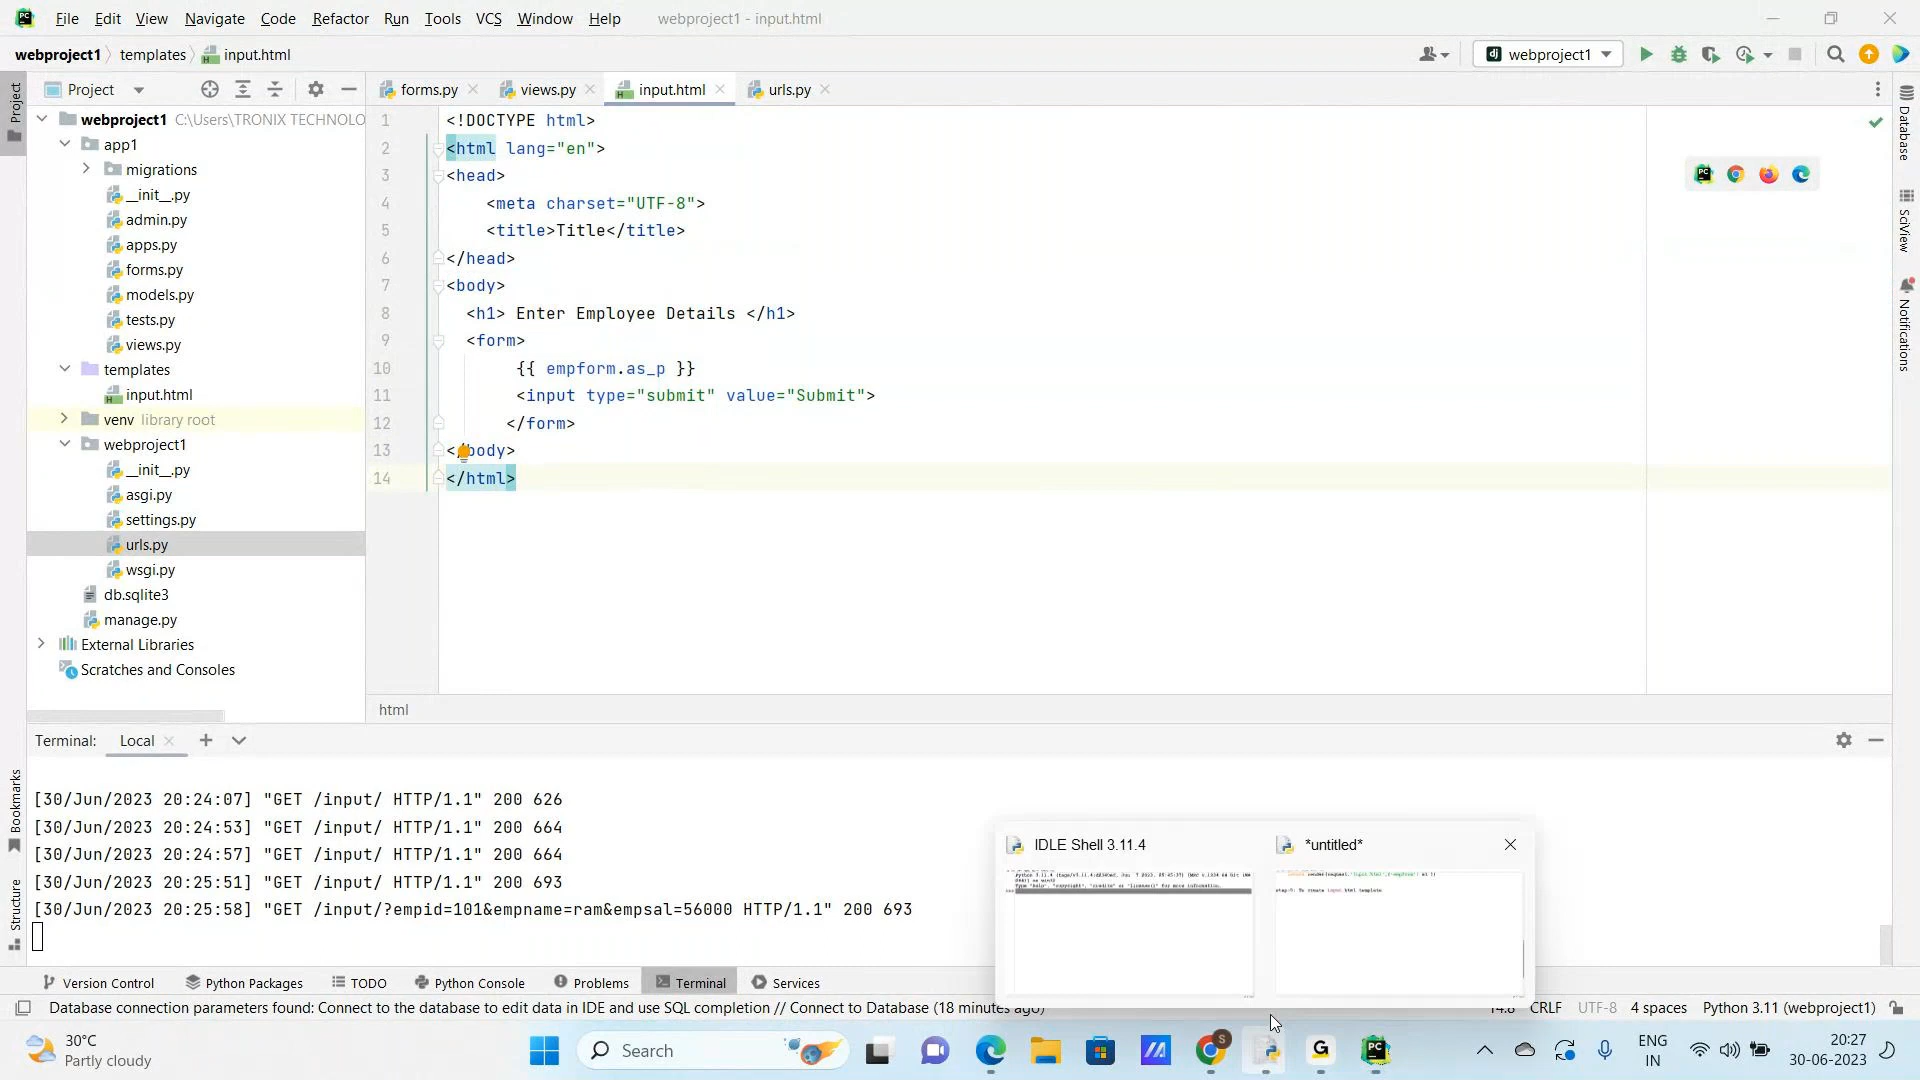 File Edit View Navigate Code Refactor Run Tools VCS Window Help webproject1 - input.html
webproject1 templates input.html
webproject1
Project
forms.py views.py input.html urls.py
Project
webproject1 C:\Users\TRONIX TECHNOLO
app1
migrations
__init__.py
admin.py
apps.py
forms.py
models.py
tests.py
views.py
templates
input.html
venv library root
webproject1
__init__.py
asgi.py
settings.py
urls.py
wsgi.py
db.sqlite3
manage.py
External Libraries
Scratches and Consoles
1 <!DOCTYPE html>
2 <html lang="en">
3 <head>
4 <meta charset="UTF-8">
5 <title>Title</title>
6 </head>
7 <body>
8 <h1> Enter Employee Details </h1>
9 <form>
10 {{ empform.as_p }}
11 <input type="submit" value="Submit">
12 </form>
13 </body>
14 </html>
html
Database
SciView
Notifications
Terminal: Local
Bookmarks
Structure
[30/Jun/2023 20:24:07] "GET /input/ HTTP/1.1" 200 626
[30/Jun/2023 20:24:53] "GET /input/ HTTP/1.1" 200 664
[30/Jun/2023 20:24:57] "GET /input/ HTTP/1.1" 200 664
[30/Jun/2023 20:25:51] "GET /input/ HTTP/1.1" 200 693
[30/Jun/2023 20:25:58] "GET /input/?empid=101&empname=ram&empsal=56000 HTTP/1.1" 200 693
IDLE Shell 3.11.4
*untitled*
step-5: To create input.html template
Version Control Python Packages TODO Python Console Problems Terminal Services
Database connection parameters found: Connect to the database to edit data in IDE and use SQL completion // Connect to Database (18 minutes ago)
14:8 CRLF UTF-8 4 spaces Python 3.11 (webproject1)
30°C
Partly cloudy
Search
ENG
IN
20:27
30-06-2023